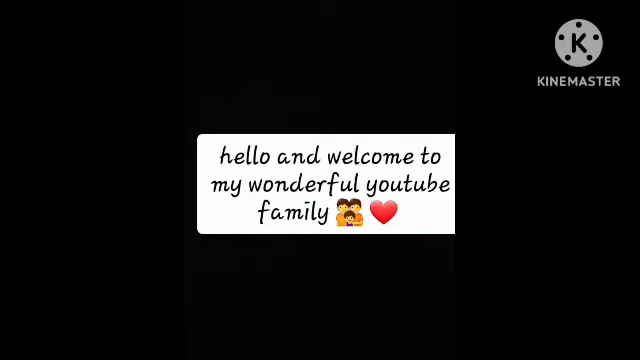 KINEMASTER
hello and welcome to
my wonderful youtube
family 👨‍👩‍👦 ❤️